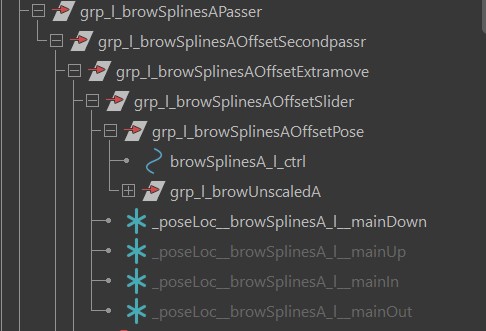 grp_l_browSplinesAPasser
grp_l_browSplinesAOffsetSecondpassr
grp_l_browSplinesAOffsetExtramove
grp_l_browSplinesAOffsetSlider
grp_l_browSplinesAOffsetPose
browSplinesA_l_ctrl
grp_l_browUnscaledA
_poseLoc__browSplinesA_l__mainDown
_poseLoc__browSplinesA_l__mainUp
_poseLoc__browSplinesA_l__mainIn
_poseLoc__browSplinesA_l__mainOut